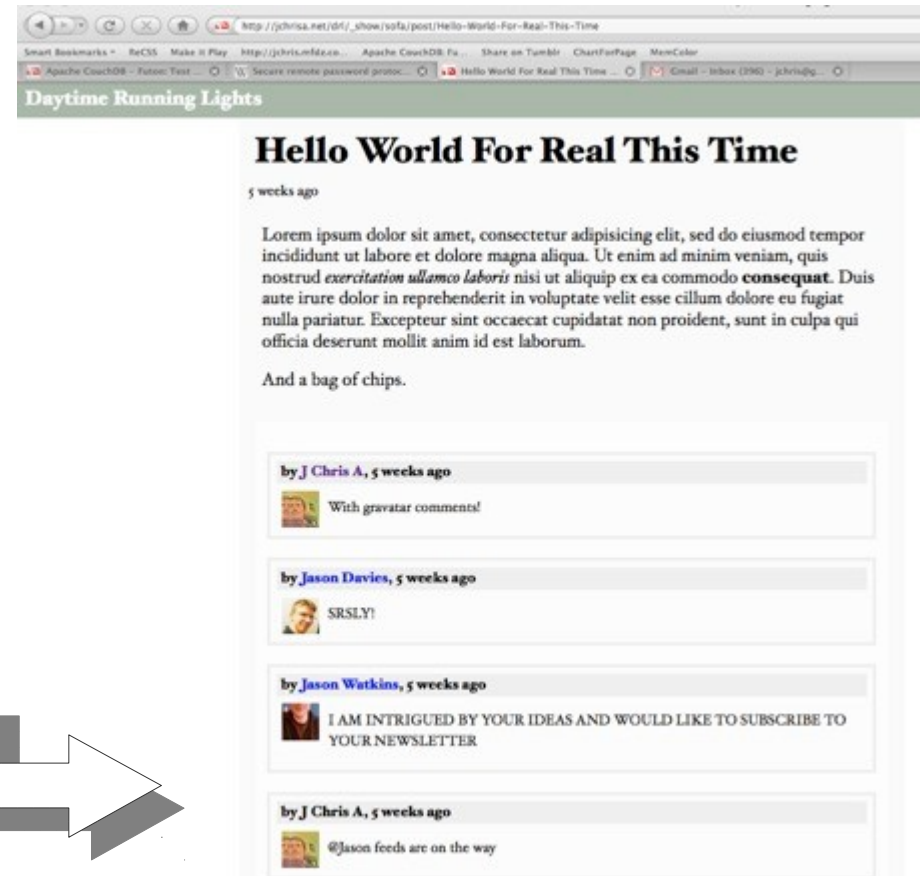 http://jchrisa.net/drl/_show/sofa/post/Hello-World-For-Real-This-Time
Smart Bookmarks ReCSS Make it Play http://jchris.mfdz.co... Apache CouchDB: Fu... Share on Tumblr ChartForPage MemColor
Apache CouchDB - Futon: Test ... Secure remote password protoc... Hello World For Real This Time ... Gmail - Inbox (396) - jchris@g...
Daytime Running Lights
Hello World For Real This Time
5 weeks ago
Lorem ipsum dolor sit amet, consectetur adipisicing elit, sed do eiusmod tempor
incididunt ut labore et dolore magna aliqua. Ut enim ad minim veniam, quis
nostrud exercitation ullamco laboris nisi ut aliquip ex ea commodo consequat. Duis
aute irure dolor in reprehenderit in voluptate velit esse cillum dolore eu fugiat
nulla pariatur. Excepteur sint occaecat cupidatat non proident, sunt in culpa qui
officia deserunt mollit anim id est laborum.
And a bag of chips.
by J Chris A, 5 weeks ago
With gravatar comments!
by Jason Davies, 5 weeks ago
SRSLY!
by Jason Watkins, 5 weeks ago
I AM INTRIGUED BY YOUR IDEAS AND WOULD LIKE TO SUBSCRIBE TO
YOUR NEWSLETTER
by J Chris A, 5 weeks ago
@Jason feeds are on the way